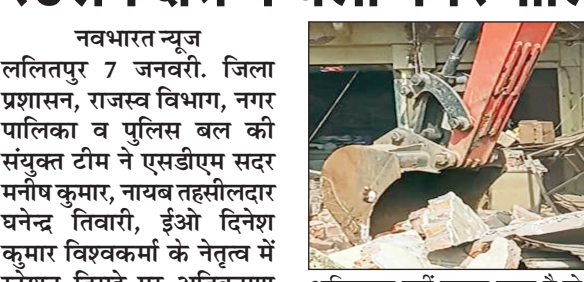 नवभारत न्यूज
ललितपुर 7 जनवरी. जिला
प्रशासन, राजस्व विभाग, नगर
पालिका व पुलिस बल की
संयुक्त टीम ने एसडीएम सदर
मनीष कुमार, नायब तहसीलदार
घनेन्द्र तिवारी, ईओ दिनेश
कुमार विश्वकर्मा के नेतृत्व में